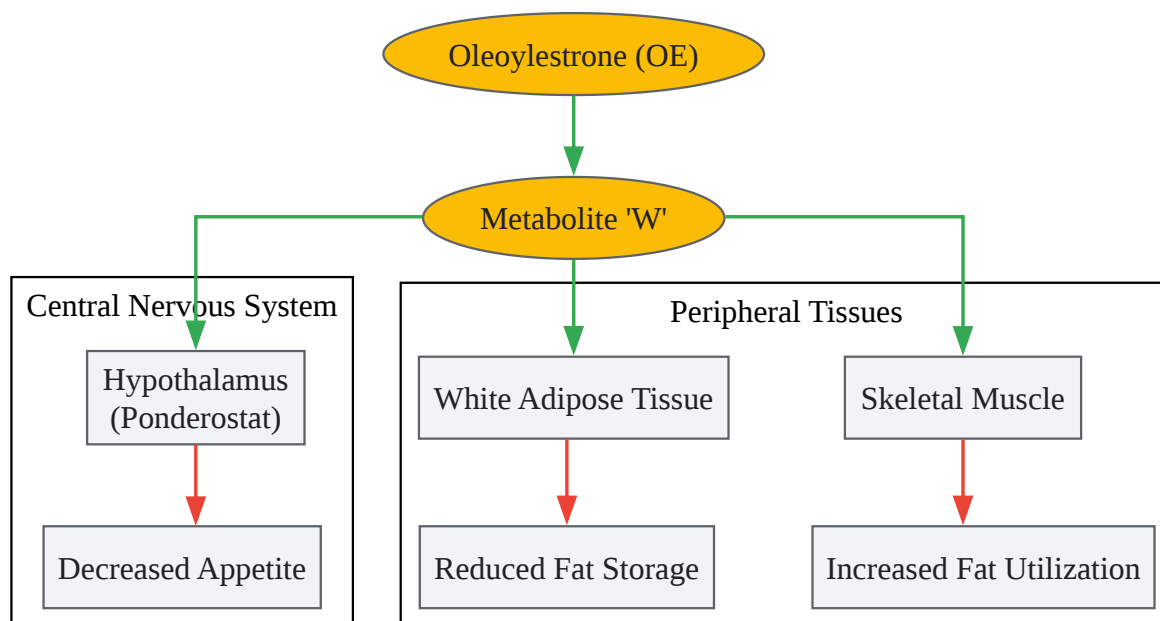 Oleoylestrone (OE)
Metabolite 'W'
Central Nervous System
Peripheral Tissues
Hypothalamus
(Ponderostat)
White Adipose Tissue
Skeletal Muscle
Decreased Appetite
Reduced Fat Storage
Increased Fat Utilization